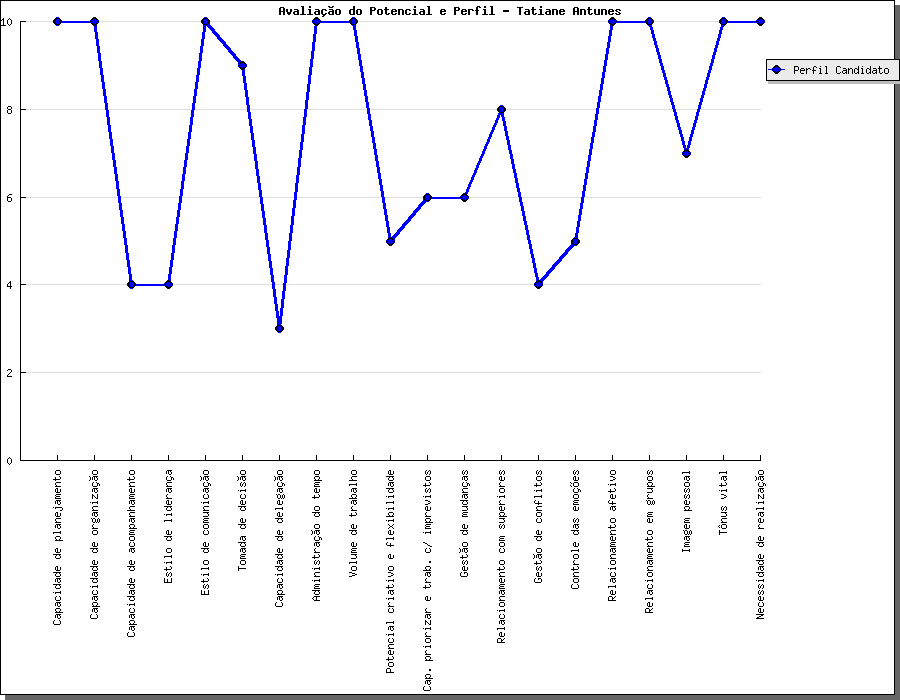 Avaliação do Potencial e Perfil - Tatiane Antunes
10
8
6
4
2
0
Perfil Candidato
Capacidade de planejamento
Capacidade de organização
Capacidade de acompanhamento
Estilo de liderança
Estilo de comunicação
Tomada de decisão
Capacidade de delegação
Administração do tempo
Volume de trabalho
Potencial criativo e flexibilidade
Cap. priorizar e trab. c/ imprevistos
Gestão de mudanças
Relacionamento com superiores
Gestão de conflitos
Controle das emoções
Relacionamento afetivo
Relacionamento em grupos
Imagem pessoal
Tônus vital
Necessidade de realização